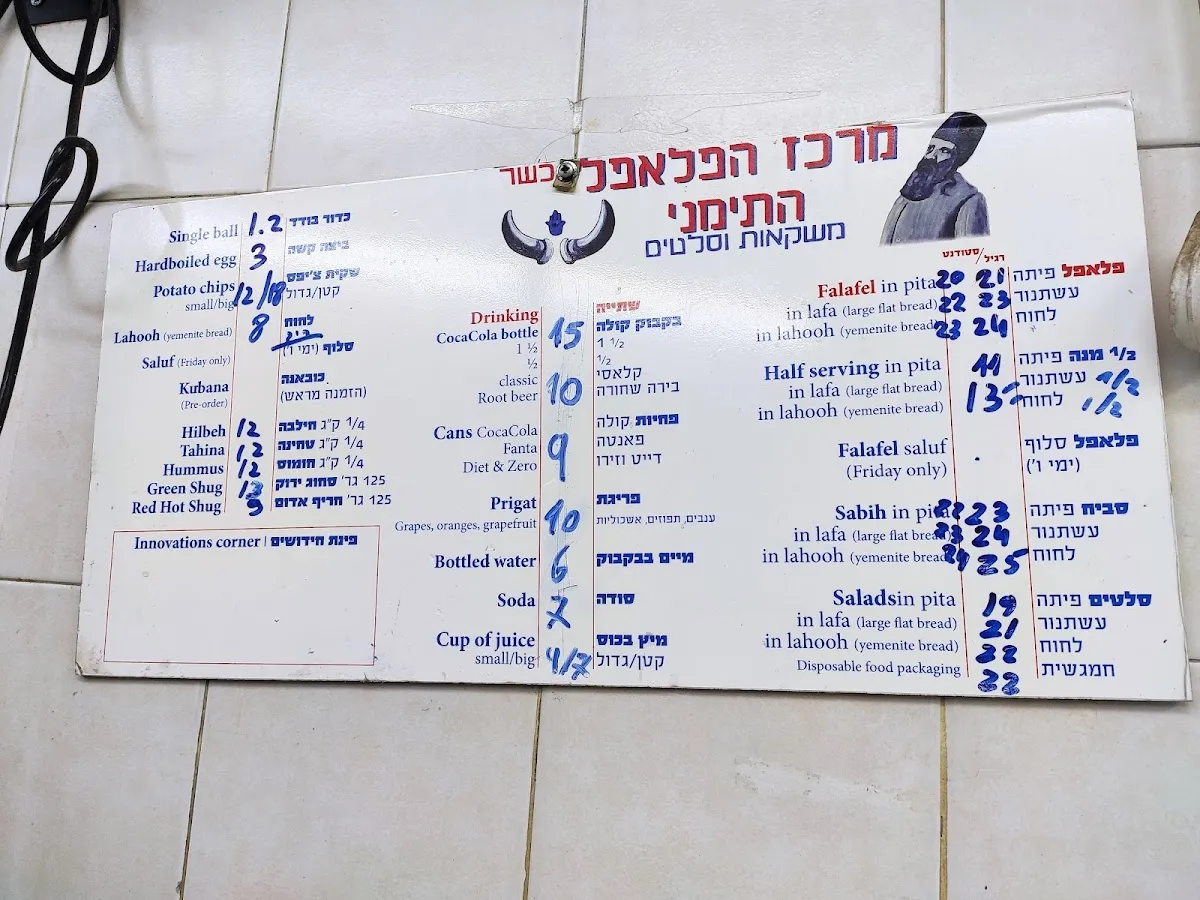 מרכז הפלאפל כשר
התימני
משקאות וסלטים
Single ball 1.2 כדור בודד
Hardboiled egg 3 ביצה קשה
Potato chips שקית צ'יפס
small/big 12/18 קטן/גדול
Lahooh (yemenite bread) 8 לחוח
Saluf (Friday only) סלוף (ימי ו')
Kubana כובאנה
(Pre-order) (הזמנה מראש)
Hilbeh 12 1/4 ק"ג חילבה
Tahina 12 1/4 ק"ג טחינה
Hummus 12 1/4 ק"ג חומוס
Green Shug 13 125 גר' סחוג ירוק
Red Hot Shug 9 125 גר' חריף אדום
Innovations corner | פינת חידושים
Drinking שתייה
CocaCola bottle 15 בקבוק קולה
1 ½ 1 ½
½ ½
classic קלאסי
Root beer 10 בירה שחורה
Cans CocaCola פחיות קולה
Fanta 9 פאנטה
Diet & Zero דייט וזירו
Prigat פריגת
Grapes, oranges, grapefruit 10 ענבים, תפוזים, אשכוליות
Bottled water 6 מיים בבקבוק
Soda 7 סודה
Cup of juice מיץ בכוס
small/big 4/7 קטן/גדול
רגיל/סטודנט
Falafel in pita 20 21 פלאפל פיתה
in lafa (large flat bread) 22 23 עשתנור
in lahooh (yemenite bread) 23 24 לחוח
Half serving in pita 11 1/2 מנה פיתה
in lafa (large flat bread) 13 עשתנור 1/2
in lahooh (yemenite bread) לחוח 1/2
Falafel saluf פלאפל סלוף
(Friday only) (ימי ו')
Sabih in pita 22 23 סביח פיתה
in lafa (large flat bread) 23 24 עשתנור
in lahooh (yemenite bread) 24 25 לחוח
Saladsin pita 19 סלטים פיתה
in lafa (large flat bread) 21 עשתנור
in lahooh (yemenite bread) 22 לחוח
Disposable food packaging 22 חמגשית